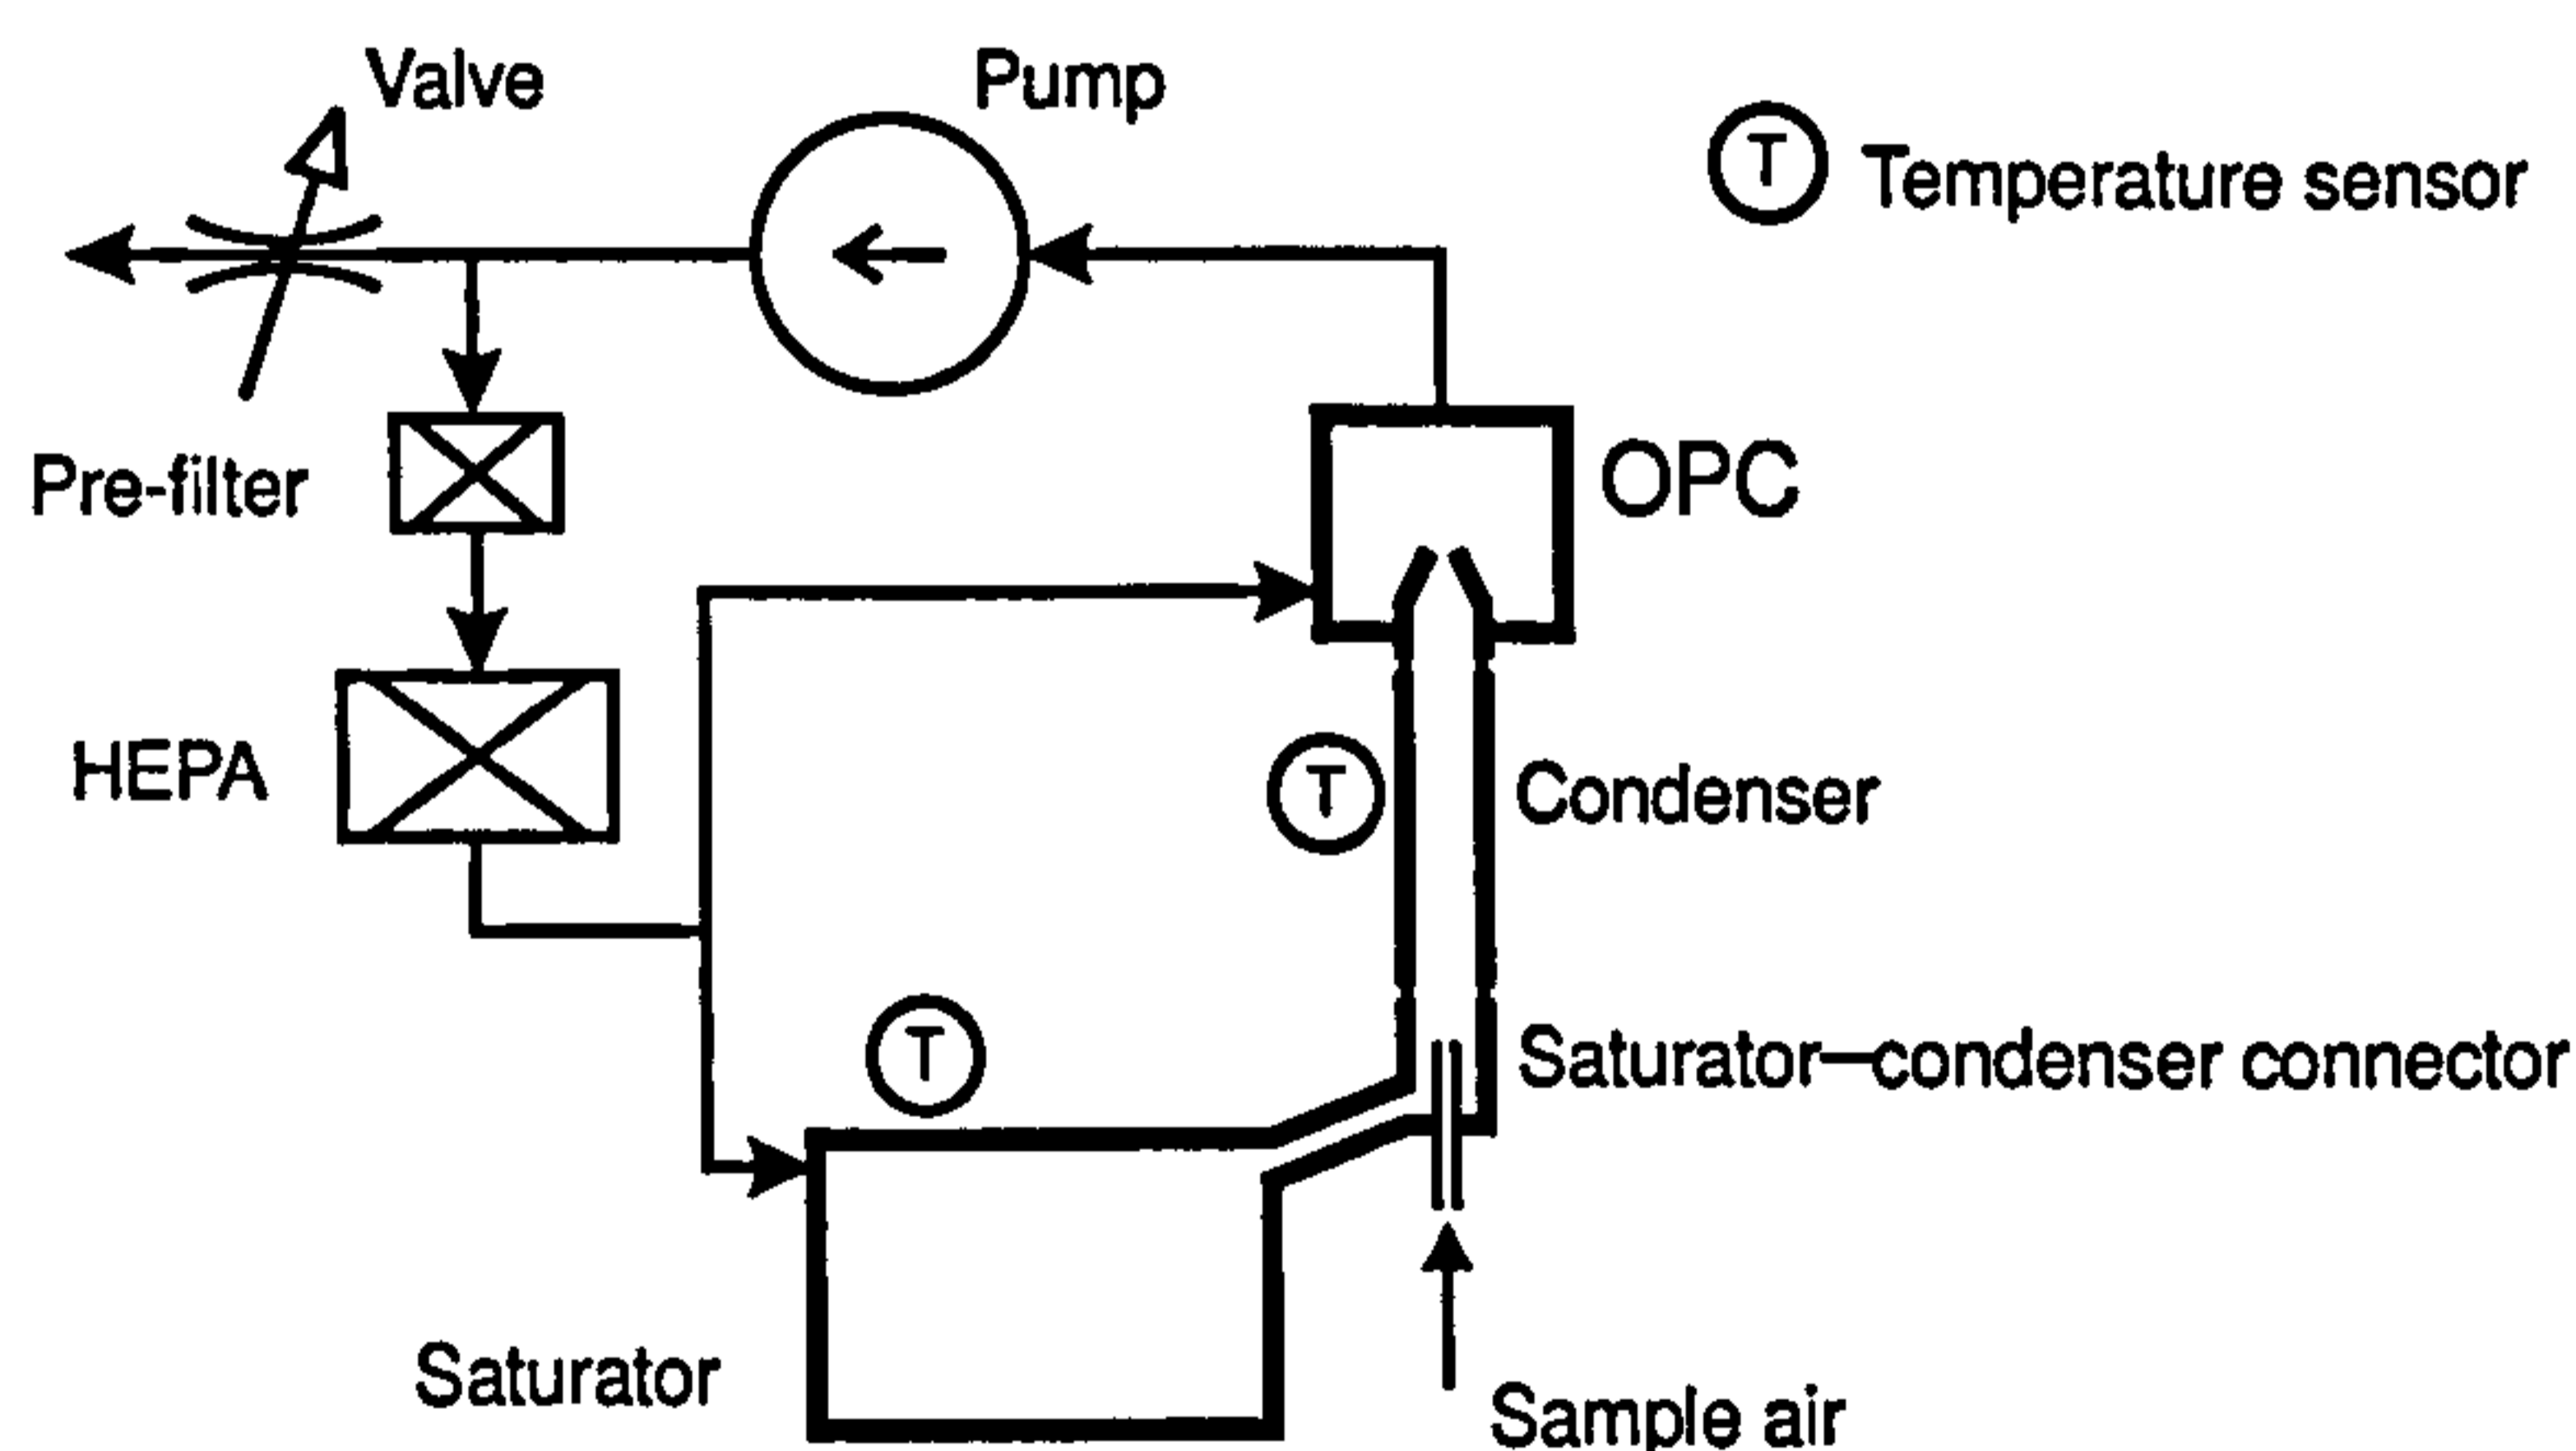 Valve
Pump
T Temperature sensor
Pre-filter
OPC
HEPA
T
Condenser
T
Saturator–condenser connector
Saturator
Sample air